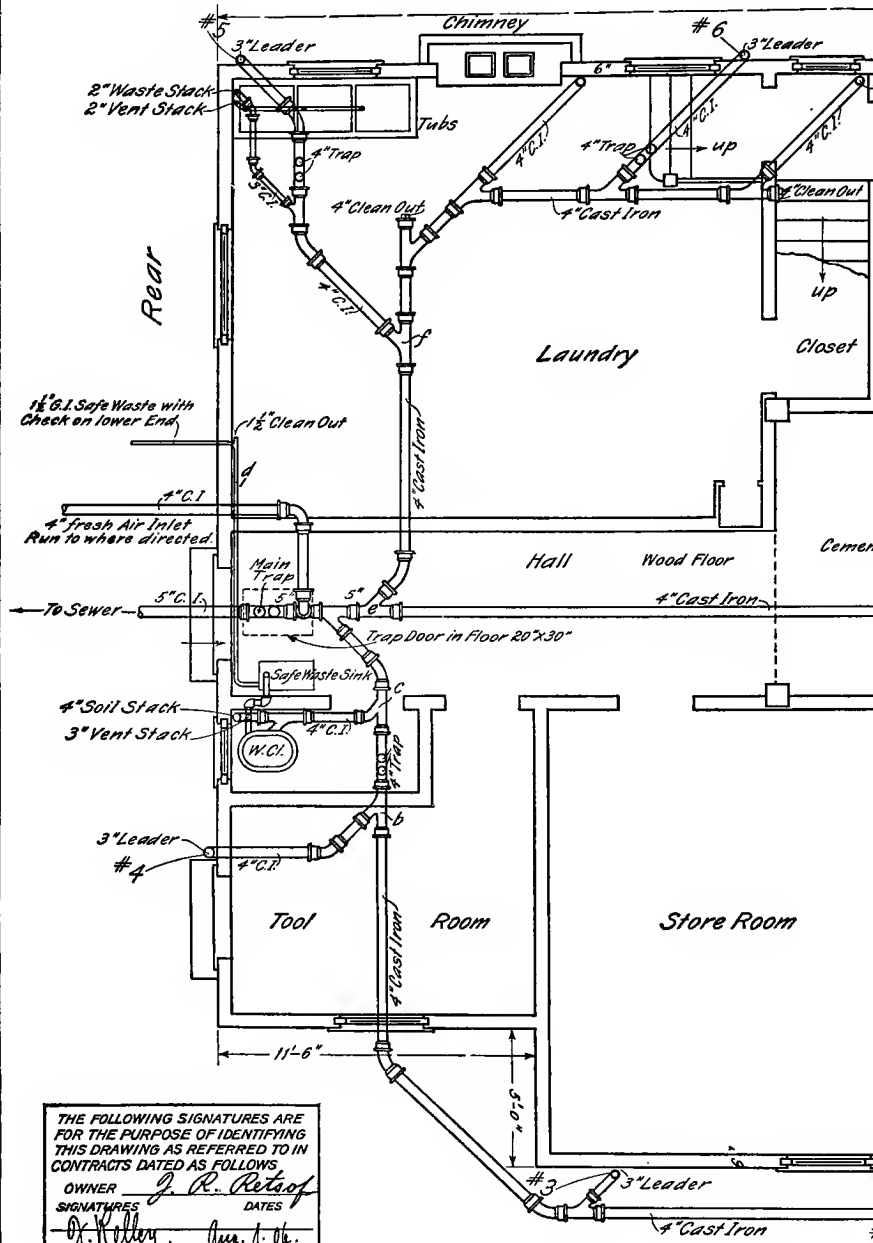 Chimney
#5
3" Leader
#6
3" Leader
6"
2" Waste Stack
2" Vent Stack
Tubs
4" Trap
4" C.I.
4" Trap
4" C.I.
up
4" C.I.
3" C.I.
4" Clean Out
4" Cast Iron
4" Clean Out
up
Rear
4" C.I.
f
Laundry
Closet
1½" G.I. Safe Waste with
Check on lower End
1½" Clean Out
d
4" Cast Iron
4" C.I
4" fresh Air Inlet
Run to where directed.
Main
Trap
Hall
Wood Floor
Cemen
5" C.I.
5"
5"
e
4" Cast Iron
To Sewer
Trap Door in Floor 20"X30"
Safe Waste Sink
c
4" Soil Stack
3" Vent Stack
4" C.I.
W.Cl.
4" Trap
b
3" Leader
#4
4" C.I.
Tool
Room
Store Room
4" Cast Iron
11'-6"
5'-0"
THE FOLLOWING SIGNATURES ARE
FOR THE PURPOSE OF IDENTIFYING
THIS DRAWING AS REFERRED TO IN
CONTRACTS DATED AS FOLLOWS
OWNER J. R. Retsof
SIGNATURES DATES
#3
3" Leader
4" Cast Iron